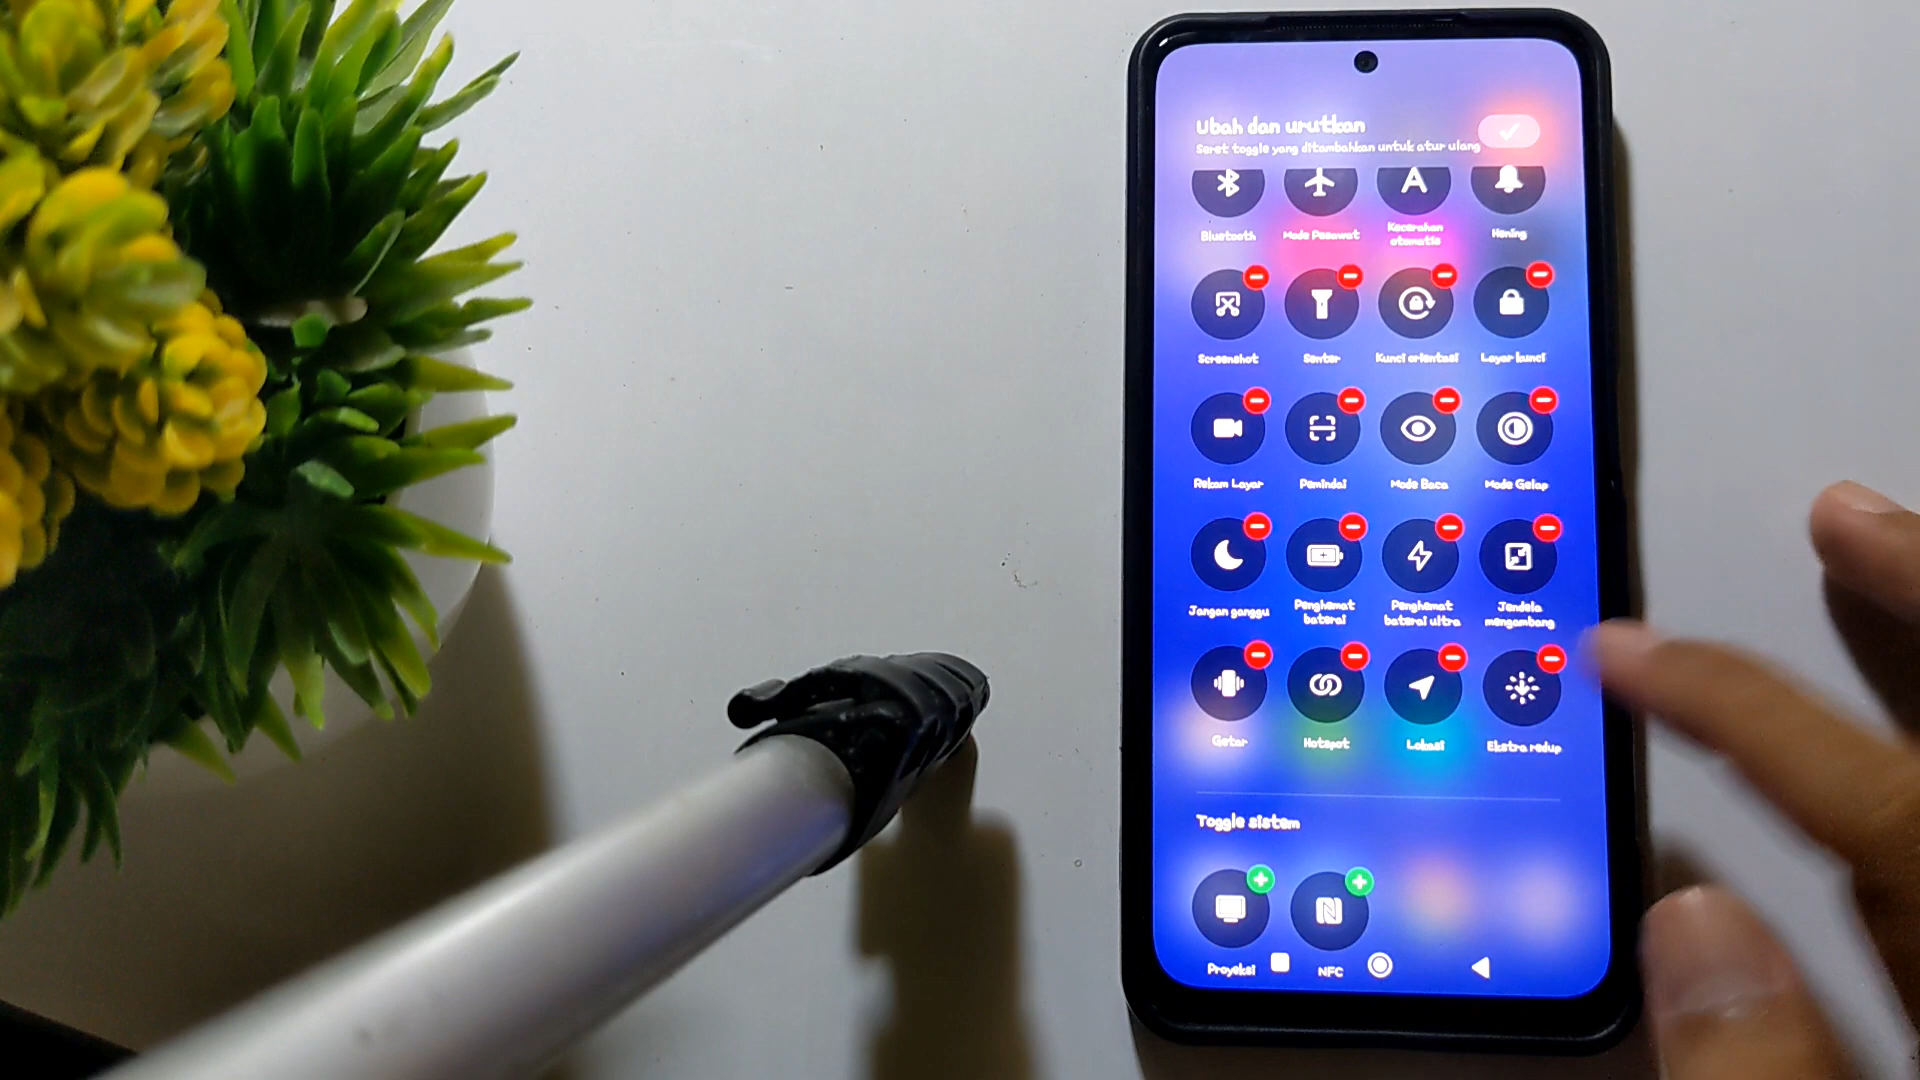 Ubah dan urutkan
Seret toggle yang ditambahkan untuk atur ulang
Bluetooth
Mode Pesawat
Kecerahan
otomatis
Hening
Screenshot
Senter
Kunci orientasi
Layar kunci
Rekam Layar
Pemindai
Mode Baca
Mode Gelap
Jangan ganggu
Penghemat
baterai
Penghemat
baterai ultra
Jendela
mengambang
Getar
Hotspot
Lokasi
Ekstra redup
Toggle sistem
Proyeksi
NFC